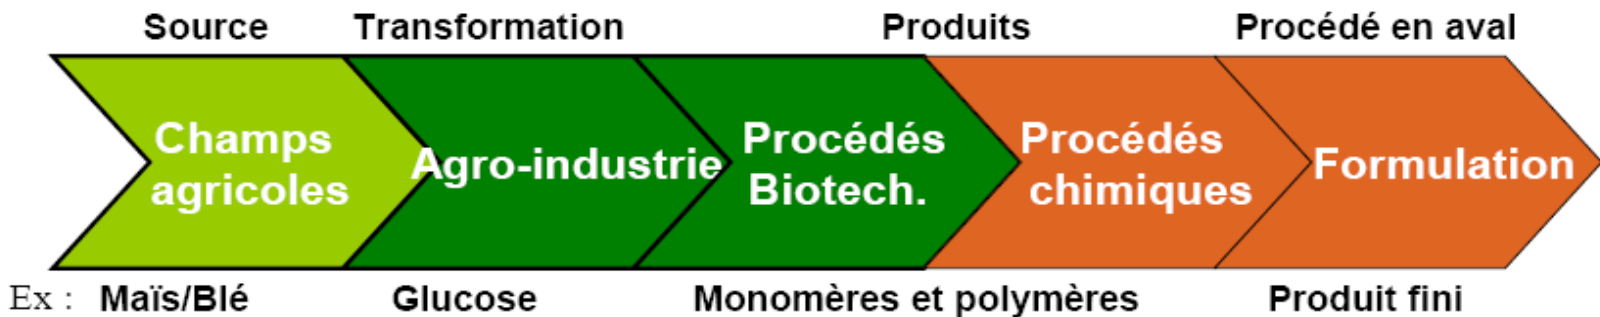 Source Transformation Produits Procédé en aval
Champs
agricoles
Agro-industrie
Procédés
Biotech.
Procédés
chimiques
Formulation
Ex : Maïs/Blé Glucose Monomères et polymères Produit fini